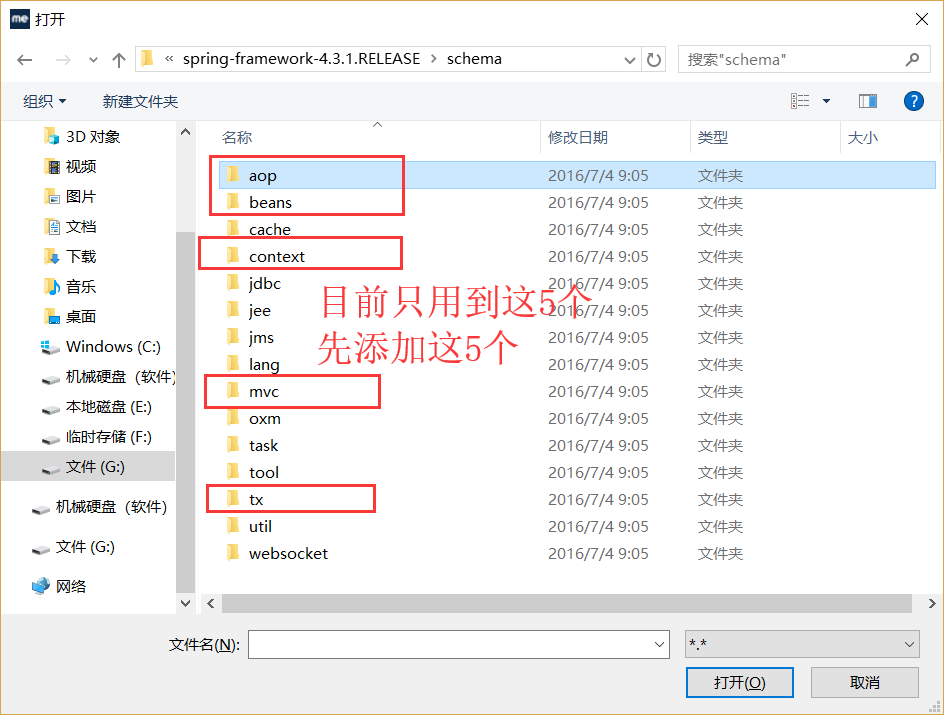 me 打开
« spring-framework-4.3.1.RELEASE > schema
搜索"schema"
组织 新建文件夹
?
3D 对象
视频
图片
文档
下载
音乐
桌面
Windows (C:)
机械硬盘（软件）
本地磁盘 (E:)
临时存储 (F:)
文件 (G:)
机械硬盘（软件）
文件 (G:)
网络
名称 修改日期 类型 大小
aop 2016/7/4 9:05 文件夹
beans 2016/7/4 9:05 文件夹
cache 2016/7/4 9:05 文件夹
context 2016/7/4 9:05 文件夹
jdbc 2016/7/4 9:05 文件夹
jee 2016/7/4 9:05 文件夹
jms 2016/7/4 9:05 文件夹
lang 2016/7/4 9:05 文件夹
mvc 2016/7/4 9:05 文件夹
oxm 2016/7/4 9:05 文件夹
task 2016/7/4 9:05 文件夹
tool 2016/7/4 9:05 文件夹
tx 2016/7/4 9:05 文件夹
util 2016/7/4 9:05 文件夹
websocket 2016/7/4 9:05 文件夹
目前只用到这5个
先添加这5个
文件名(N): *.*
打开(O) 取消